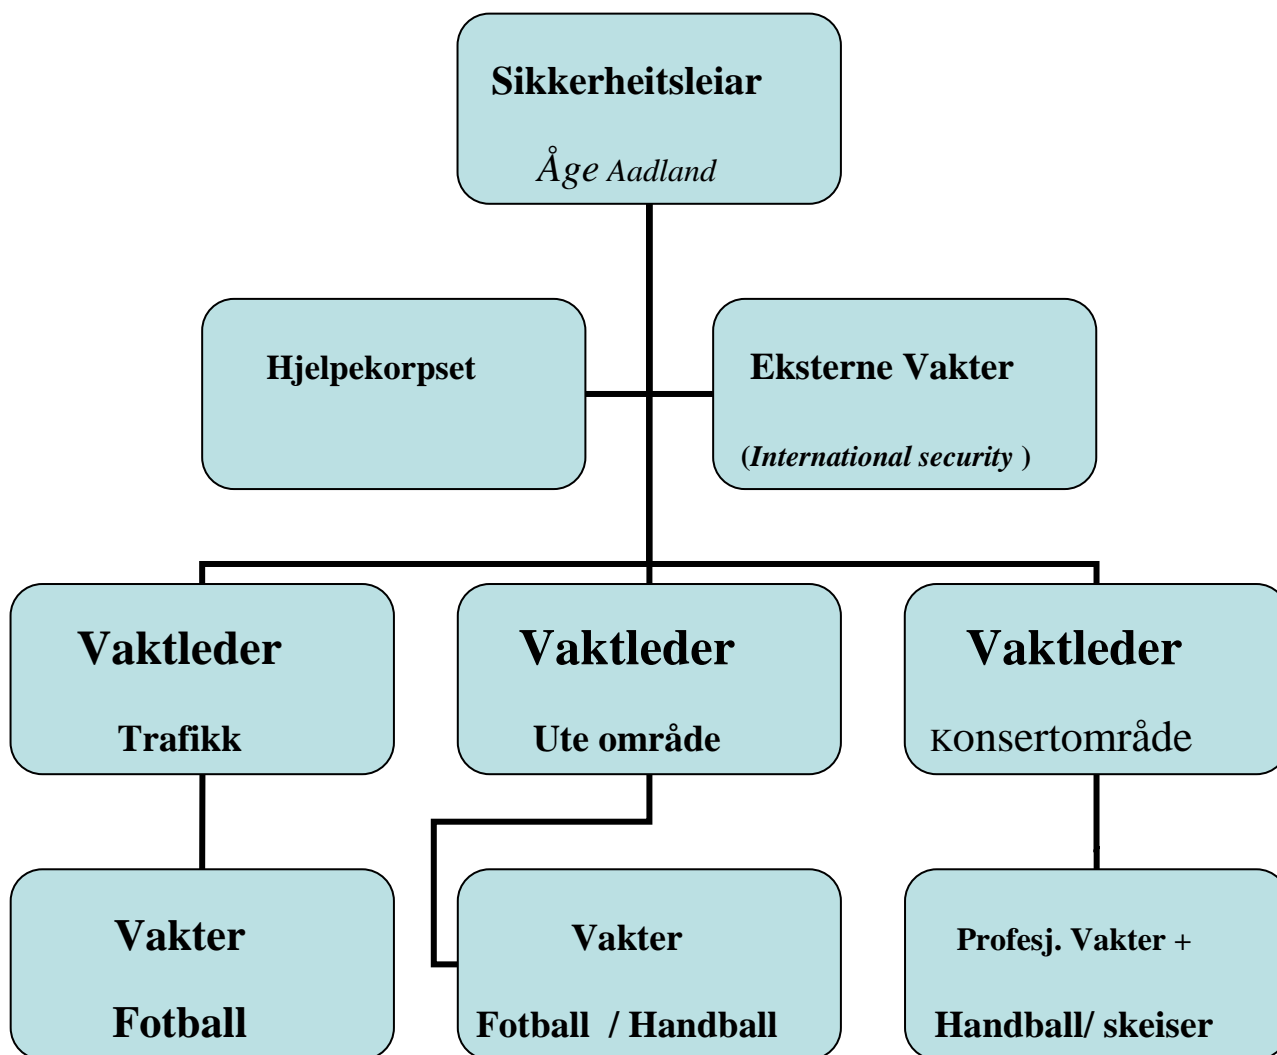 Sikkerheitsleiar
Åge Aadland
Hjelpekorpset
Eksterne Vakter
(International security )
Vaktleder
Trafikk
Vaktleder
Ute område
Vaktleder
Konsertområde
Vakter
Fotball
Vakter
Fotball / Handball
Profesj. Vakter +
Handball/ skeiser